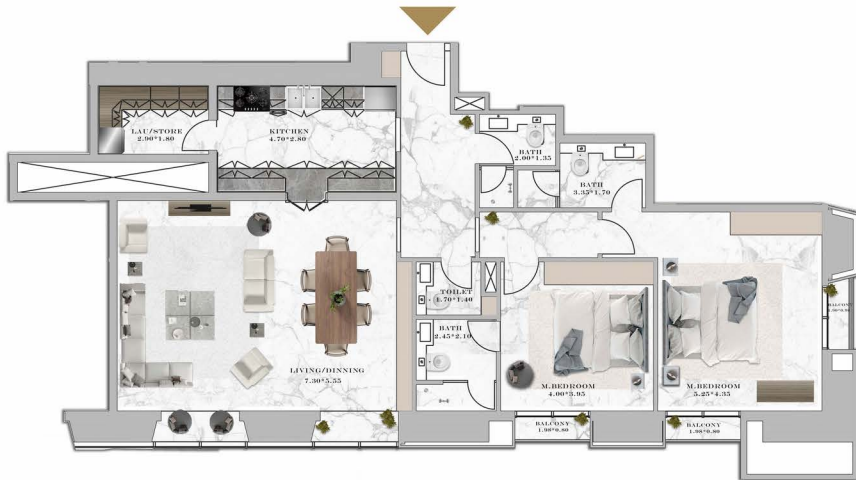 LAU/STORE
2.90*1.80
KITCHEN
4.70*2.80
BATH
2.00*1.35
BATH
3.35*1.70
TOILET
1.70*1.40
BATH
2.45*2.10
LIVING/DINNING
7.30*5.55
M.BEDROOM
4.00*3.95
M.BEDROOM
5.25*4.35
BALCONY
BALCONY
1.98*0.80
BALCONY
1.98*0.80